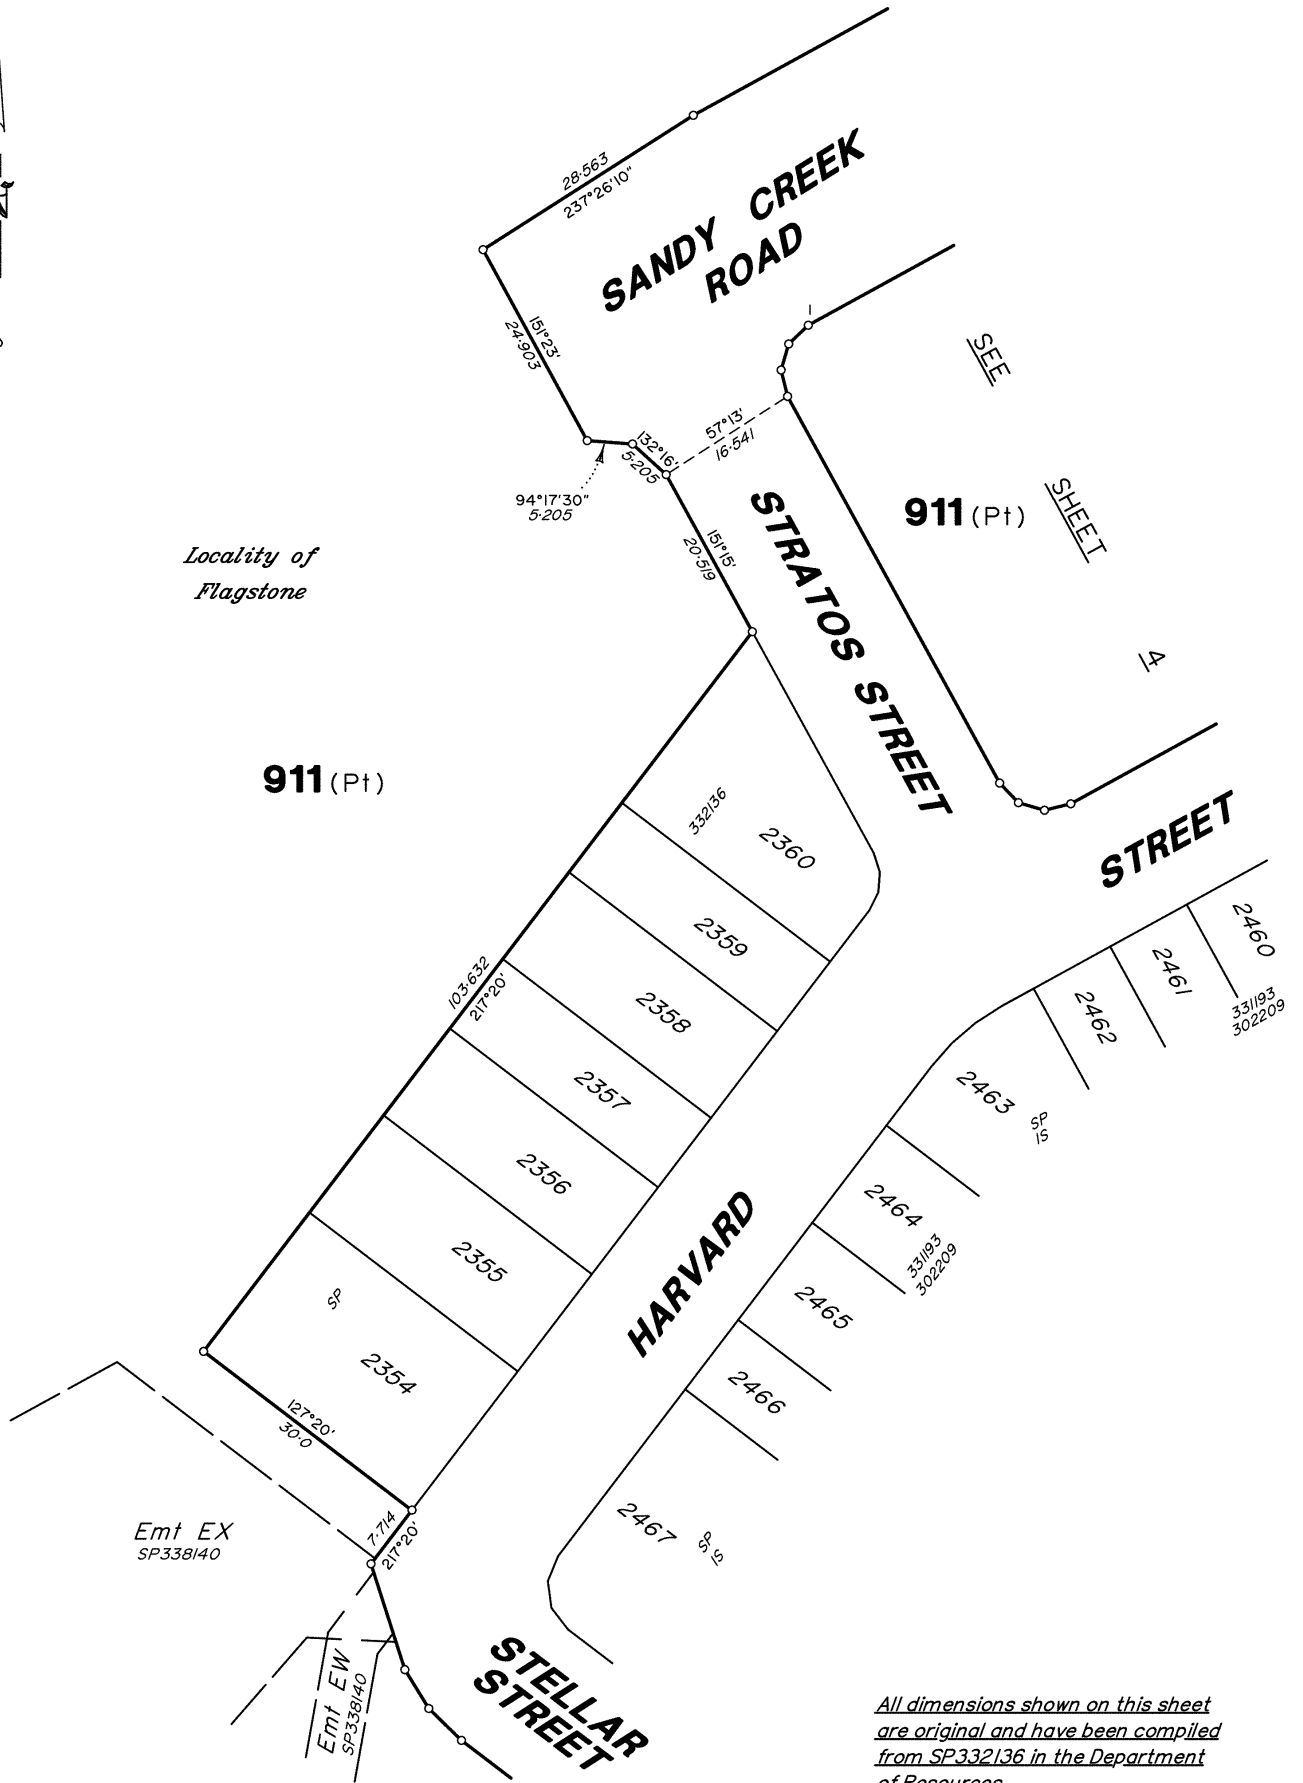 28·563
237°26'10"
SANDY CREEK
ROAD
151°23'
24·903
SEE
132°16'
5·205
57°13'
16·541
94°17'30"
5·205
911 (Pt)
SHEET
Locality of
Flagstone
151°15'
20·519
STRATOS STREET
14
911 (Pt)
332136
2360
STREET
2359
2460
2461
2462
331193
302209
103·632
217°20'
2358
2357
2463
SP
IS
2356
2464
331193
302209
HARVARD
2355
2465
SP
2354
2466
127°20'
30·0
2467
SP
IS
7·714
217°20'
Emt EX
SP338140
Emt EW
SP338140
STELLAR
STREET
All dimensions shown on this sheet
are original and have been compiled
from SP332136 in the Department
of Resources